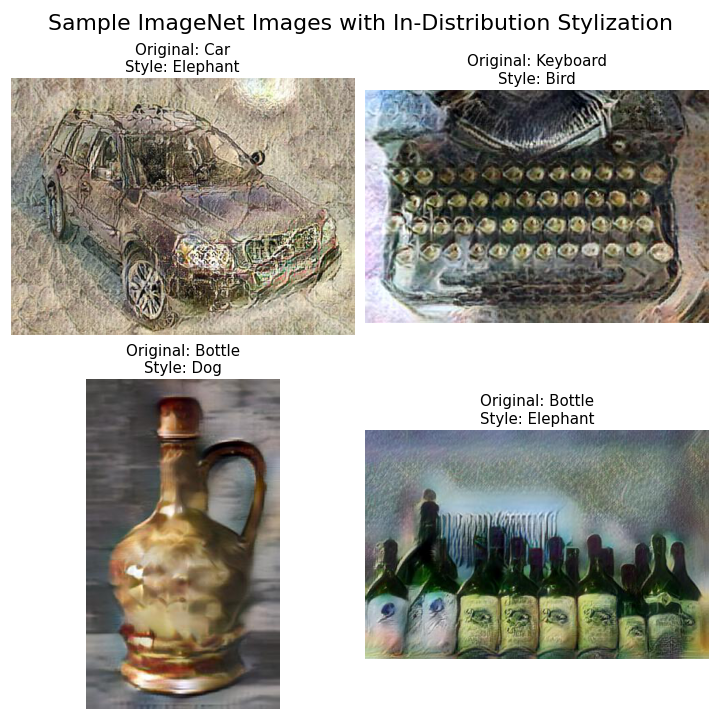 Sample ImageNet Images with In-Distribution Stylization
Original: Car
Style: Elephant
Original: Keyboard
Style: Bird
Original: Bottle
Style: Dog
Original: Bottle
Style: Elephant